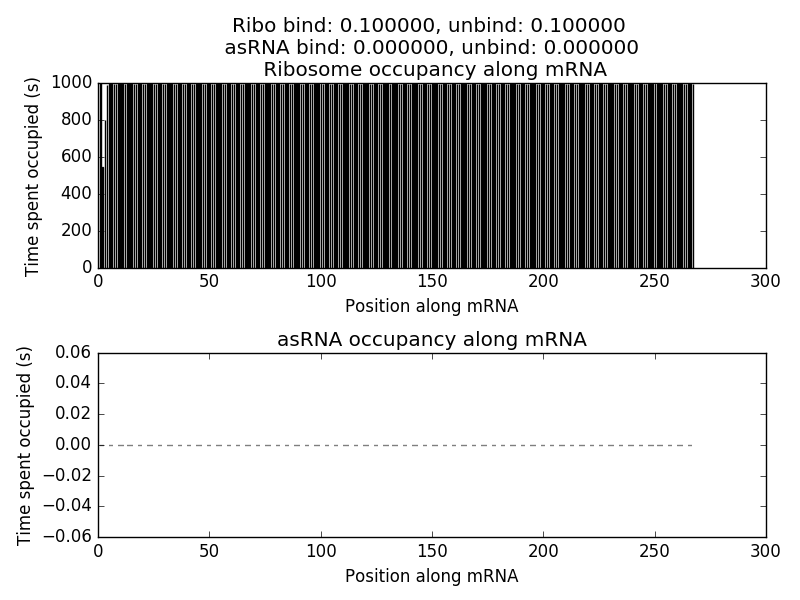 Ribo bind: 0.100000, unbind: 0.100000
asRNA bind: 0.000000, unbind: 0.000000
Ribosome occupancy along mRNA
Time spent occupied (s)
1000
800
600
400
200
0
0 50 100 150 200 250 300
Position along mRNA
asRNA occupancy along mRNA
Time spent occupied (s)
0.06
0.04
0.02
0.00
−0.02
−0.04
−0.06
0 50 100 150 200 250 300
Position along mRNA